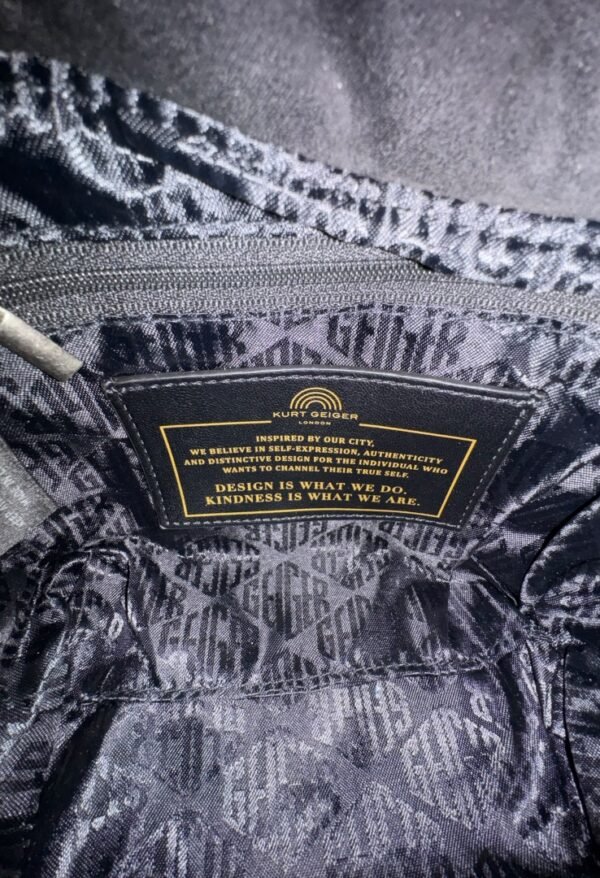 KURT GEIGER
LONDON
INSPIRED BY OUR CITY,
WE BELIEVE IN SELF-EXPRESSION, AUTHENTICITY
AND DISTINCTIVE DESIGN FOR THE INDIVIDUAL WHO
WANTS TO CHANNEL THEIR TRUE SELF.
DESIGN IS WHAT WE DO.
KINDNESS IS WHAT WE ARE.
GEIGER